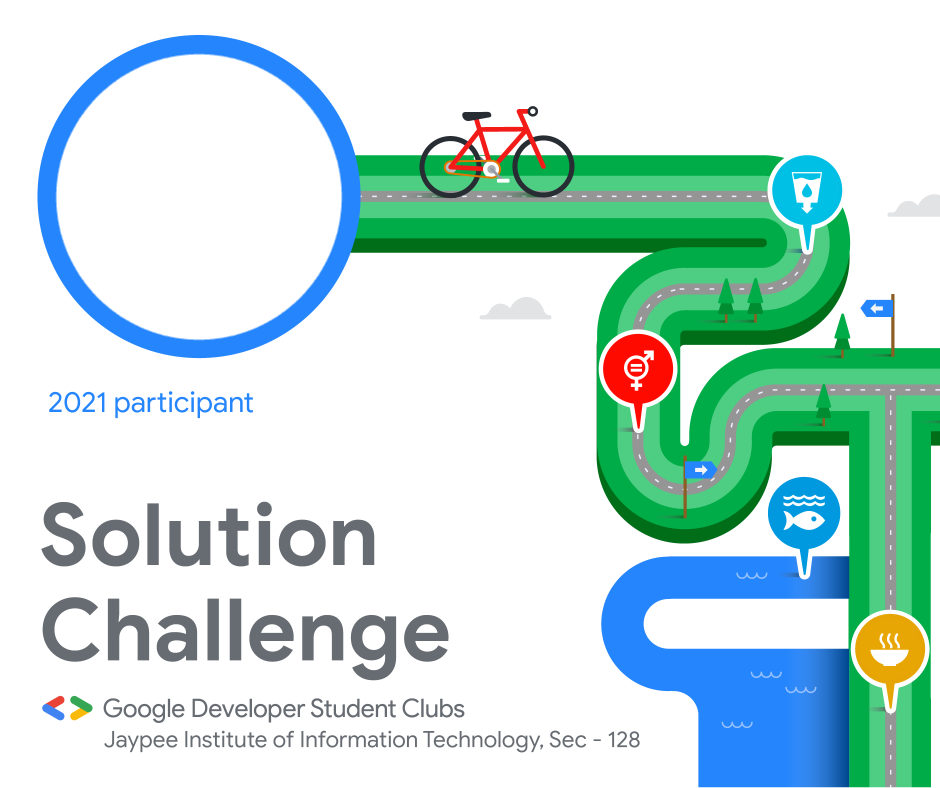 2021 participant
Solution
Challenge
Google Developer Student Clubs
Jaypee Institute of Information Technology, Sec - 128